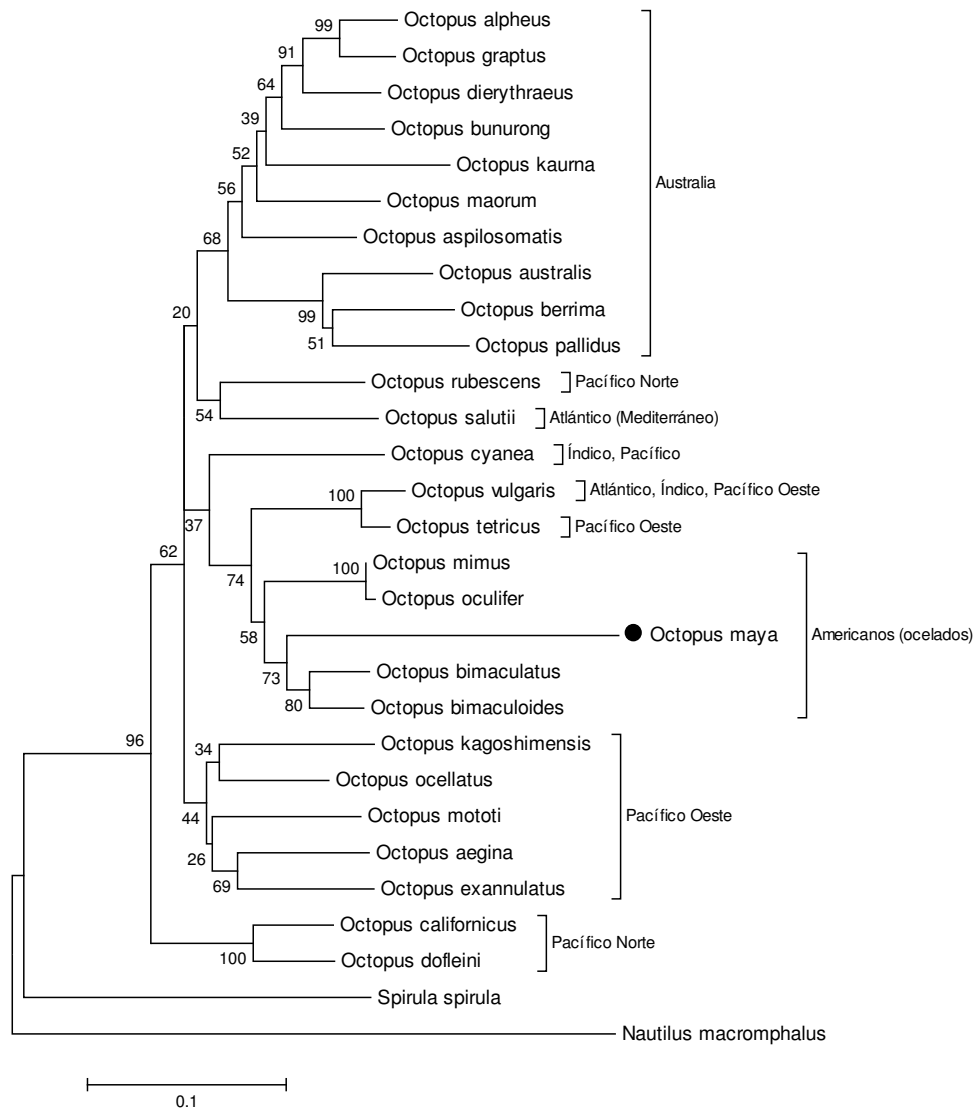 99
Octopus alpheus
91
Octopus graptus
64
Octopus dierythraeus
39
Octopus bunurong
52
Octopus kaurna
56
Octopus maorum
Australia
68
Octopus aspilosomatis
Octopus australis
99
Octopus berrima
20
51
Octopus pallidus
Octopus rubescens
Pacífico Norte
54
Octopus salutii
Atlántico (Mediterráneo)
Octopus cyanea
Índico, Pacífico
100
Octopus vulgaris
Atlántico, Índico, Pacífico Oeste
37
Octopus tetricus
Pacífico Oeste
62
74
100
Octopus mimus
Octopus oculifer
58
Octopus maya
Americanos (ocelados)
73
Octopus bimaculatus
80
Octopus bimaculoides
96
34
Octopus kagoshimensis
Octopus ocellatus
44
Octopus mototi
Pacífico Oeste
26
Octopus aegina
69
Octopus exannulatus
Octopus californicus
Pacífico Norte
100
Octopus dofleini
Spirula spirula
Nautilus macromphalus
0.1